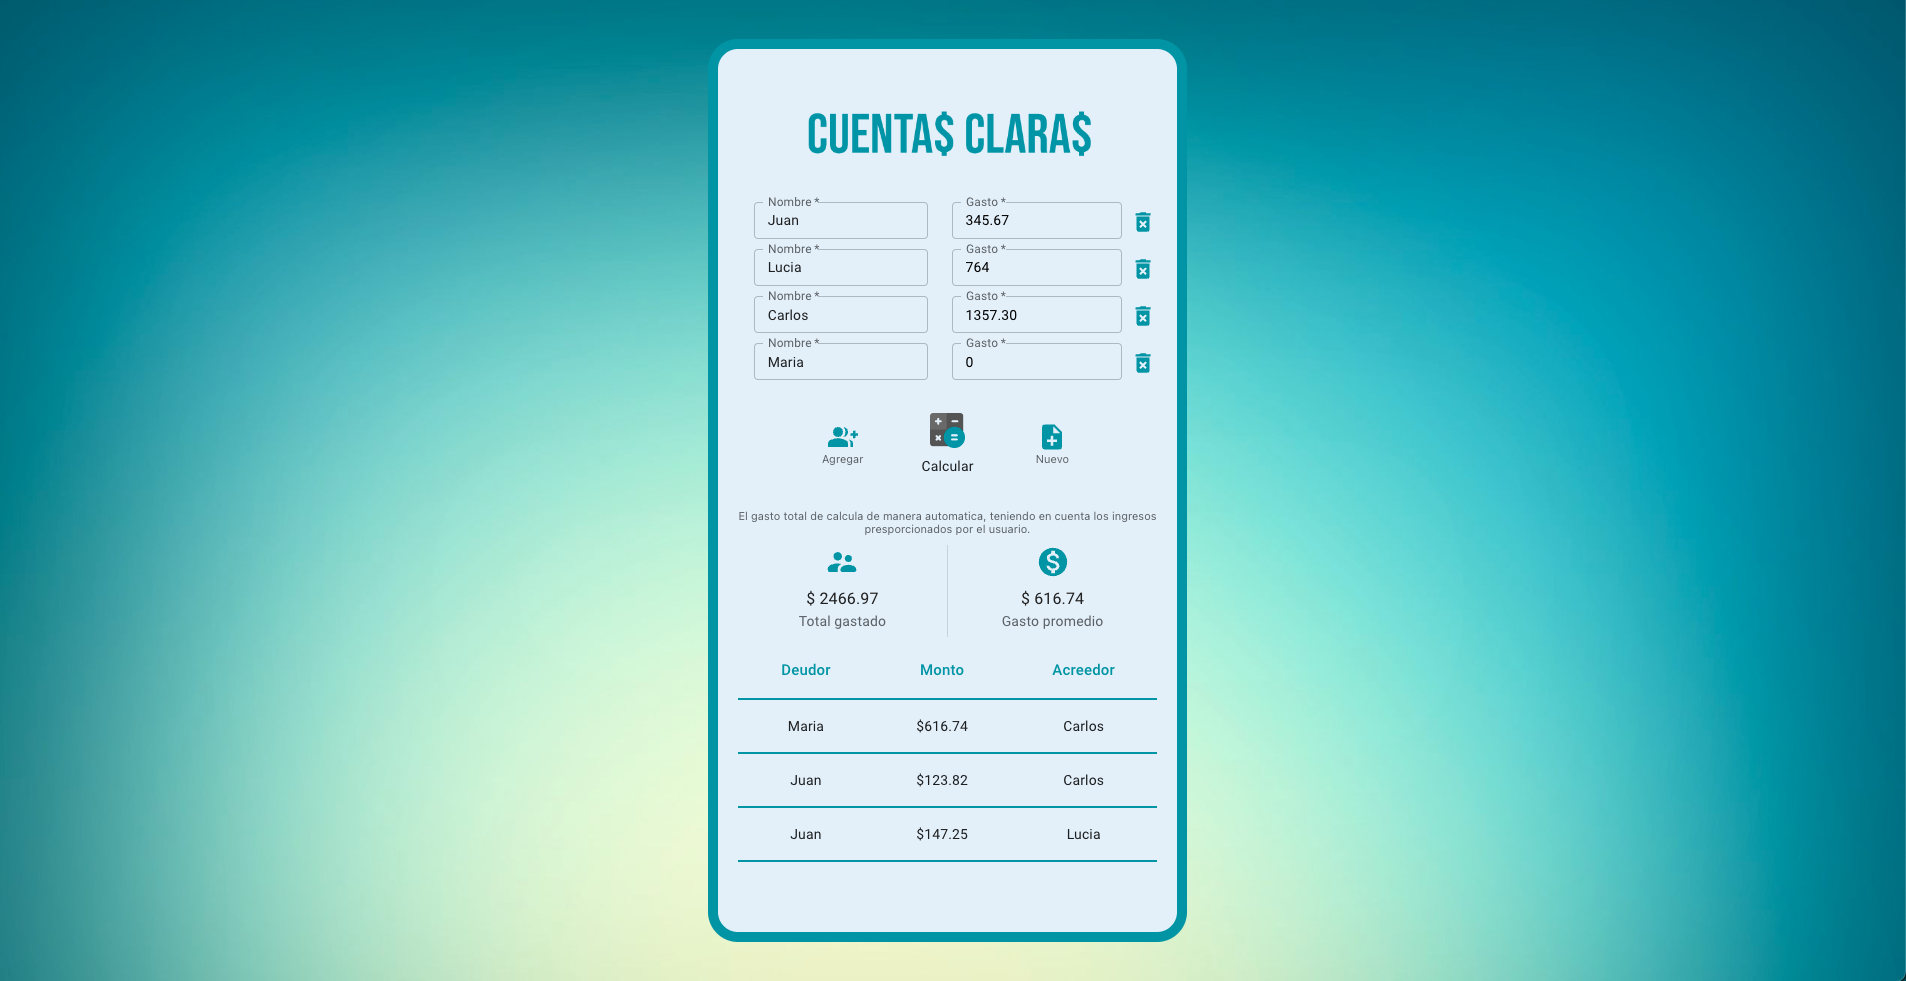 CUENTA$ CLARA$
Nombre * Gasto *
Juan 345.67
Nombre * Gasto *
Lucia 764
Nombre * Gasto *
Carlos 1357.30
Nombre * Gasto *
Maria 0
Agregar Calcular Nuevo
El gasto total de calcula de manera automatica, teniendo en cuenta los ingresos
presporcionados por el usuario.
$ 2466.97 $ 616.74
Total gastado Gasto promedio
Deudor Monto Acreedor
Maria $616.74 Carlos
Juan $123.82 Carlos
Juan $147.25 Lucia